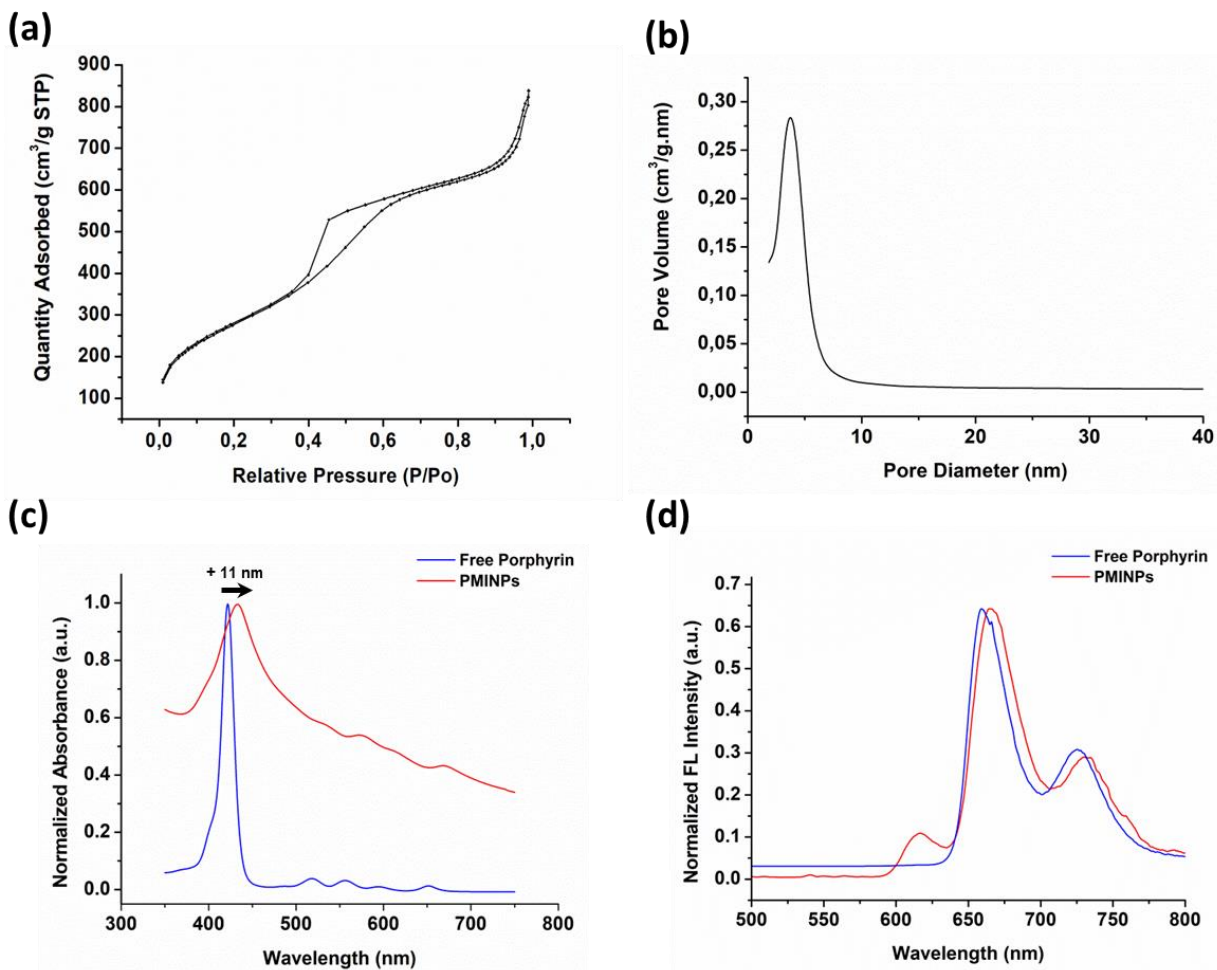 (a)
Quantity Adsorbed (cm³/g STP)
900
800
700
600
500
400
300
200
100
0,0 0,2 0,4 0,6 0,8 1,0
Relative Pressure (P/Po)
(b)
Pore Volume (cm³/g.nm)
0,30
0,25
0,20
0,15
0,10
0,05
0,00
0 10 20 30 40
Pore Diameter (nm)
(c)
Free Porphyrin
PMINPs
+ 11 nm
Normalized Absorbance (a.u.)
1.0
0.8
0.6
0.4
0.2
0.0
300 400 500 600 700 800
Wavelength (nm)
(d)
Free Porphyrin
PMINPs
Normalized FL Intensity (a.u.)
0.7
0.6
0.5
0.4
0.3
0.2
0.1
0.0
500 550 600 650 700 750 800
Wavelength (nm)